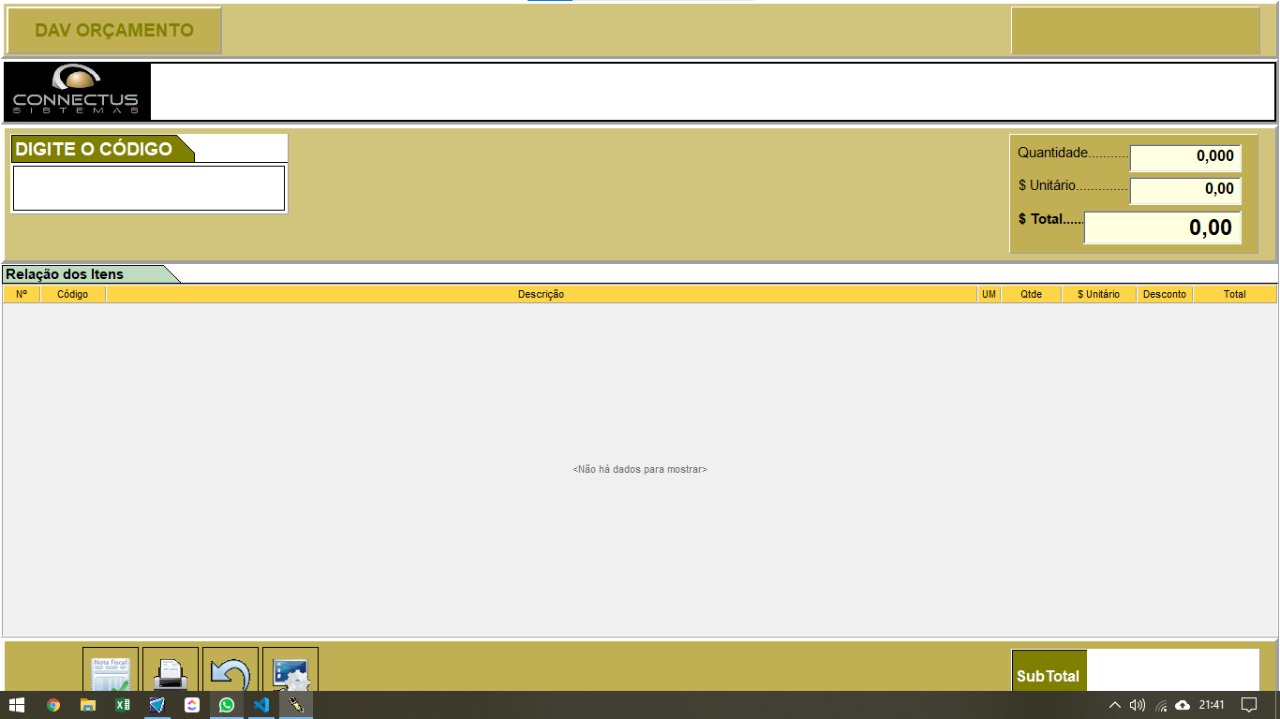 DAV ORÇAMENTO
CONNECTUS
SISTEMAS
DIGITE O CÓDIGO
Quantidade........... 0,000
$ Unitário.............. 0,00
$ Total...... 0,00
Relação dos Itens
Nº Código Descrição UM Qtde $ Unitário Desconto Total
<Não há dados para mostrar>
Nota Fiscal
SubTotal
21:41